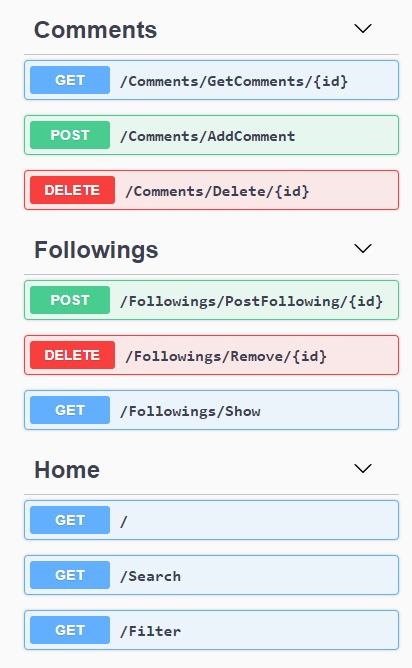 Comments
GET /Comments/GetComments/{id}
POST /Comments/AddComment
DELETE /Comments/Delete/{id}
Followings
POST /Followings/PostFollowing/{id}
DELETE /Followings/Remove/{id}
GET /Followings/Show
Home
GET /
GET /Search
GET /Filter